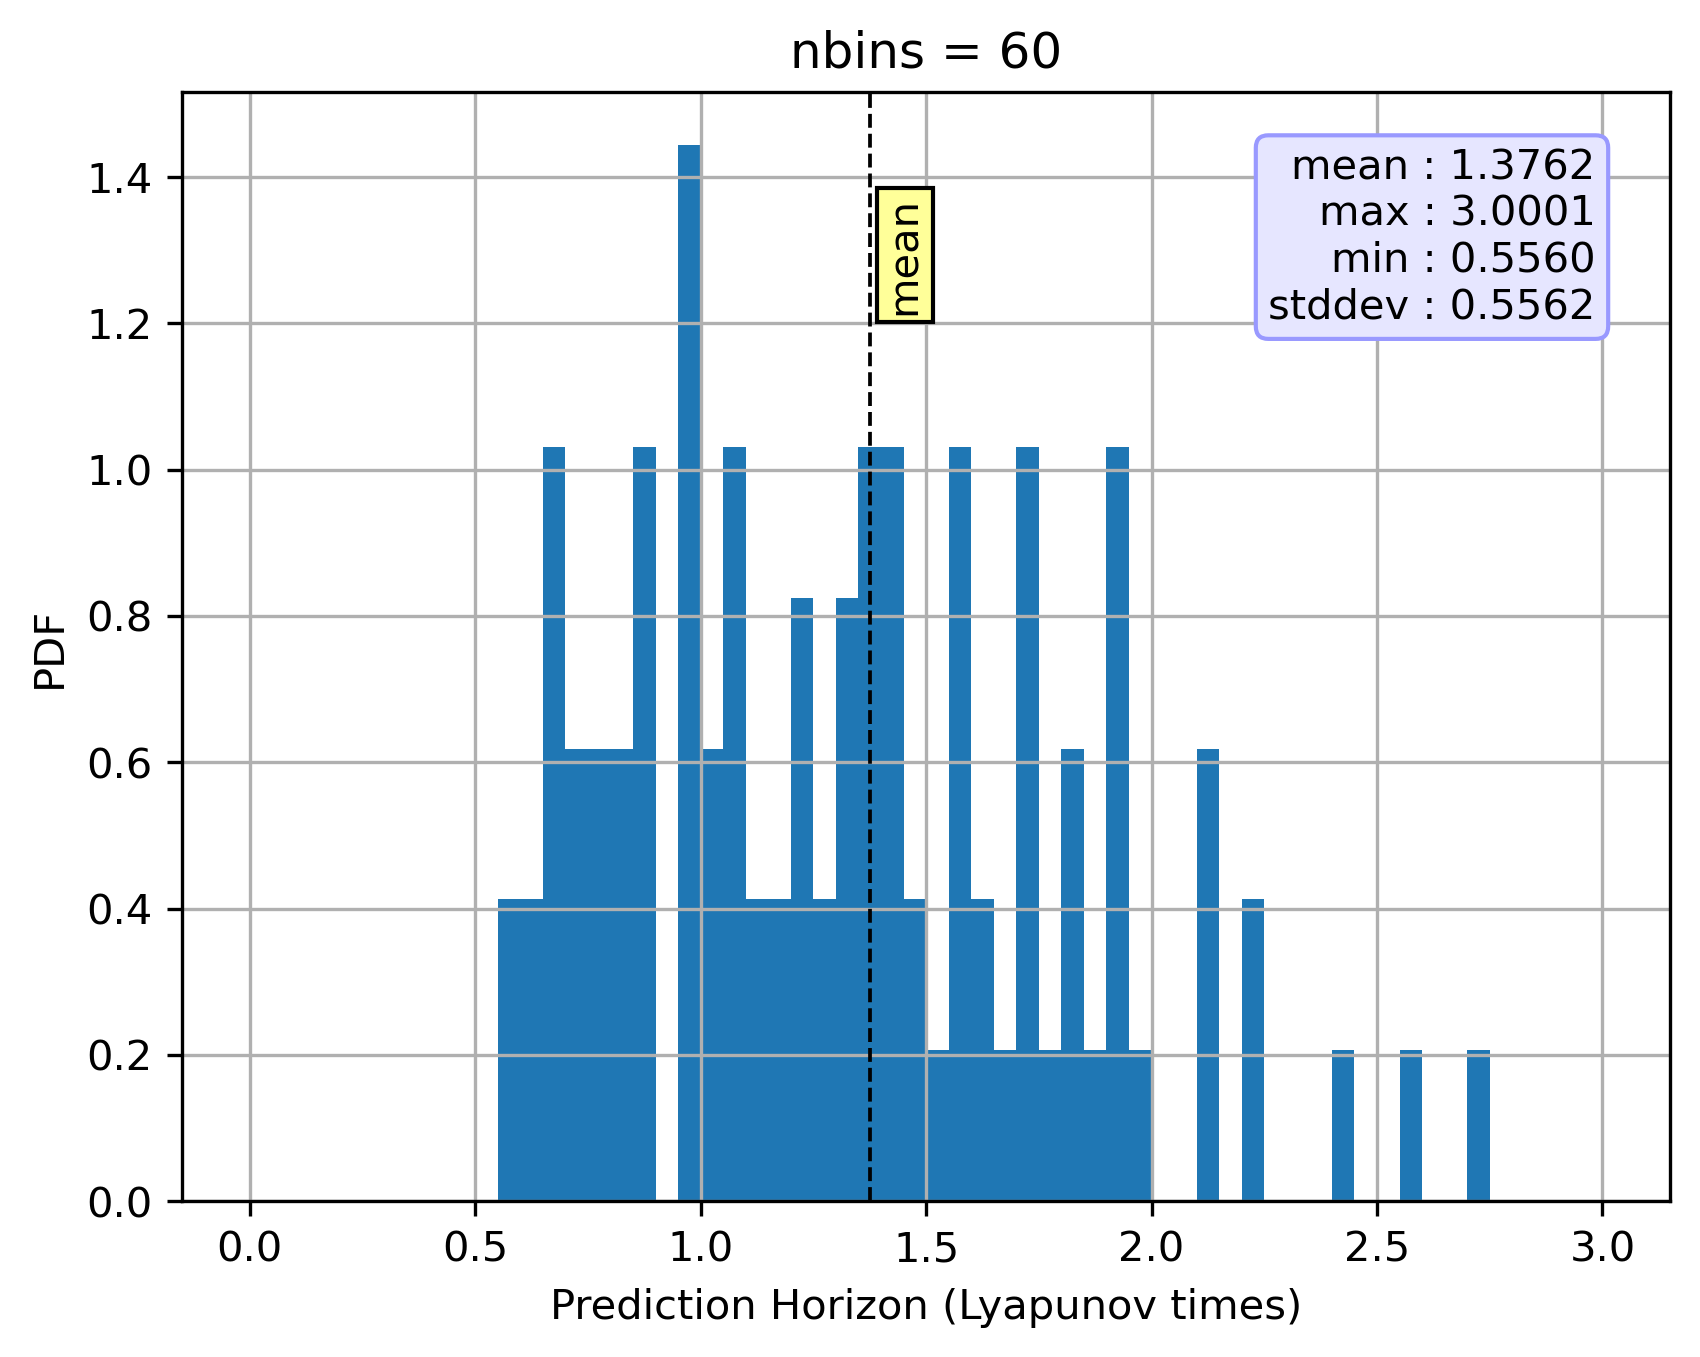 nbins = 60
mean : 1.3762
max : 3.0001
min : 0.5560
stddev : 0.5562
mean
1.4
1.2
1.0
0.8
0.6
0.4
0.2
0.0
PDF
0.0 0.5 1.0 1.5 2.0 2.5 3.0
Prediction Horizon (Lyapunov times)